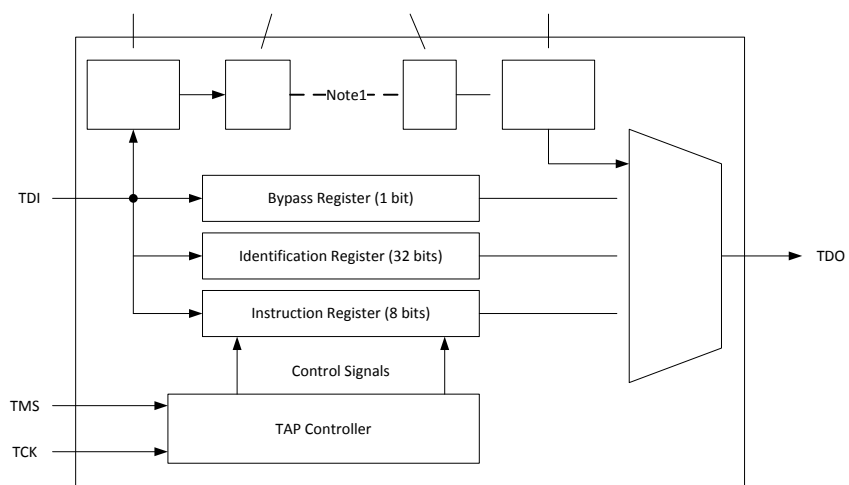 Note1
TDI
Bypass Register (1 bit)
Identification Register (32 bits)
TDO
Instruction Register (8 bits)
Control Signals
TMS
TAP Controller
TCK